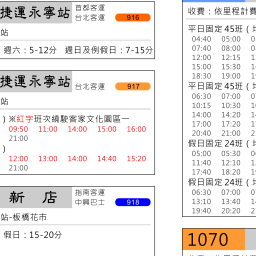 捷運永寧站 首都客運
台北客運 916
站
週六：5-12分 週日及例假日：7-15分
捷運永寧站 台北客運 917
站
）※紅字班次繞駛客家文化園區一
09:50 11:00 14:00 15:00 16:00
21:00
）
12:00 13:00 14:00 14:40 15:20
21:00
新店 指南客運
中興巴士 918
站-板橋花市
假日：15-20分
收費：依里程計費
平日固定45班（
04:40 05:00
07:40 08:00
12:00 12:15
15:00 15:30
18:30 19:00
平日固定45班（
06:30 07:00
10:15 10:30
14:00 14:20
17:00 17:20
20:40 21:00
假日固定24班（
05:00 05:30
11:40 12:10
17:40 18:20
假日固定24班（
06:30 07:00
13:10 13:40
19:40 20:20
1070